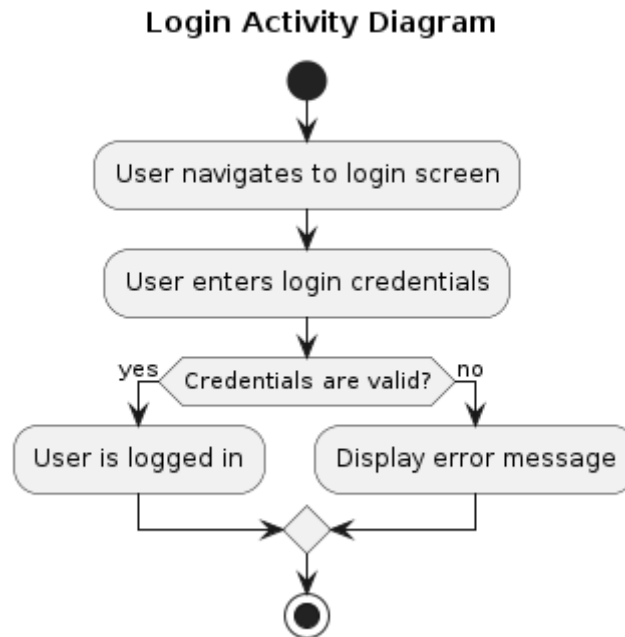 Login Activity Diagram
User navigates to login screen
User enters login credentials
yes
Credentials are valid?
no
User is logged in
Display error message